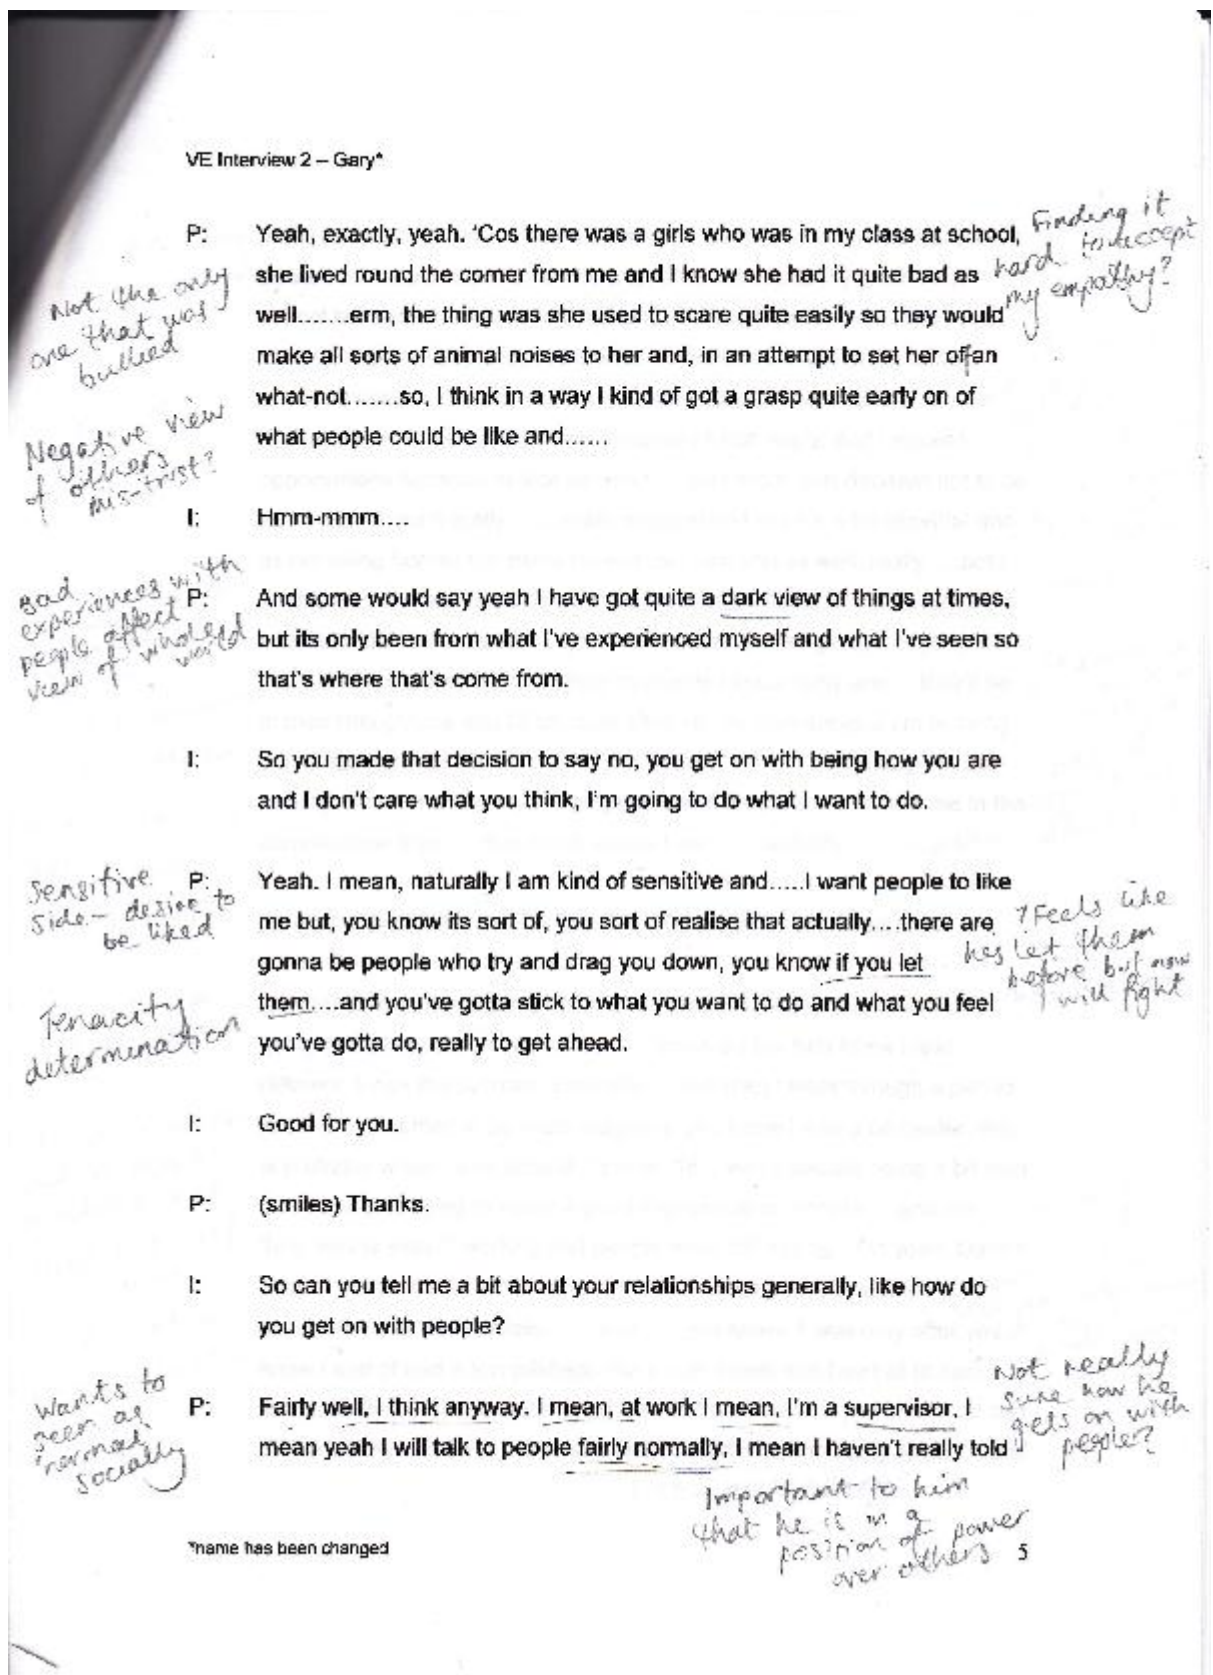 VE Interview 2 – Gary*
P: Yeah, exactly, yeah. 'Cos there was a girls who was in my class at school,
she lived round the corner from me and I know she had it quite bad as
well.......erm, the thing was she used to scare quite easily so they would
make all sorts of animal noises to her and, in an attempt to set her of an
what-not.......so, I think in a way I kind of got a grasp quite early on of
what people could be like and......
Finding it
hard to accept
my empathy?
Not the only
one that was
bullied
Negative view
of others
mis-trust?
I: Hmm-mmm....
P: And some would say yeah I have got quite a dark view of things at times,
but its only been from what I've experienced myself and what I've seen so
that's where that's come from.
Bad
experiences with
people affect
view of whole
world
I: So you made that decision to say no, you get on with being how you are
and I don't care what you think, I'm going to do what I want to do.
P: Yeah. I mean, naturally I am kind of sensitive and.....I want people to like
me but, you know its sort of, you sort of realise that actually....there are
gonna be people who try and drag you down, you know if you let
them....and you've gotta stick to what you want to do and what you feel
you've gotta do, really to get ahead.
Sensitive
side – desire to
be liked
Tenacity
determination
?Feels like
hes let them
before but now
will fight
I: Good for you.
P: (smiles) Thanks.
I: So can you tell me a bit about your relationships generally, like how do
you get on with people?
P: Fairly well, I think anyway. I mean, at work I mean, I'm a supervisor, I
mean yeah I will talk to people fairly normally, I mean I haven't really told
Wants to
seen as
'normal'
socially
Not really
sure how he
gets on with
people?
Important to him
that he is in a
position of power
over others
*name has been changed
5